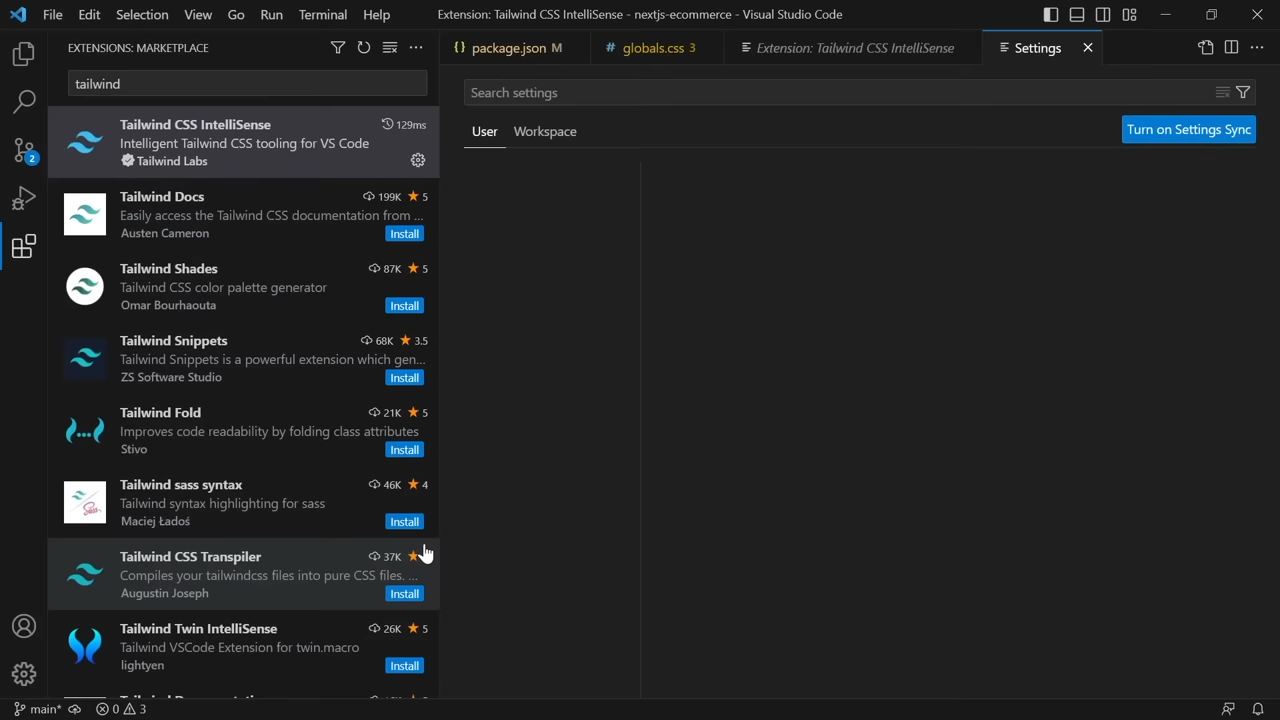 File Edit Selection View Go Run Terminal Help
Extension: Tailwind CSS IntelliSense - nextjs-ecommerce - Visual Studio Code
EXTENSIONS: MARKETPLACE
{} package.json M
# globals.css 3
Extension: Tailwind CSS IntelliSense
Settings
tailwind
Search settings
User Workspace
Turn on Settings Sync
Tailwind CSS IntelliSense 129ms
Intelligent Tailwind CSS tooling for VS Code
Tailwind Labs
Tailwind Docs 199K 5
Easily access the Tailwind CSS documentation from ...
Austen Cameron Install
Tailwind Shades 87K 5
Tailwind CSS color palette generator
Omar Bourhaouta Install
Tailwind Snippets 68K 3.5
Tailwind Snippets is a powerful extension which gen...
ZS Software Studio Install
Tailwind Fold 21K 5
Improves code readability by folding class attributes
Stivo Install
Tailwind sass syntax 46K 4
Tailwind syntax highlighting for sass
Maciej Ładoś Install
Tailwind CSS Transpiler 37K
Compiles your tailwindcss files into pure CSS files. ...
Augustin Joseph Install
Tailwind Twin IntelliSense 26K 5
Tailwind VSCode Extension for twin.macro
lightyen Install
2
main* 0 3